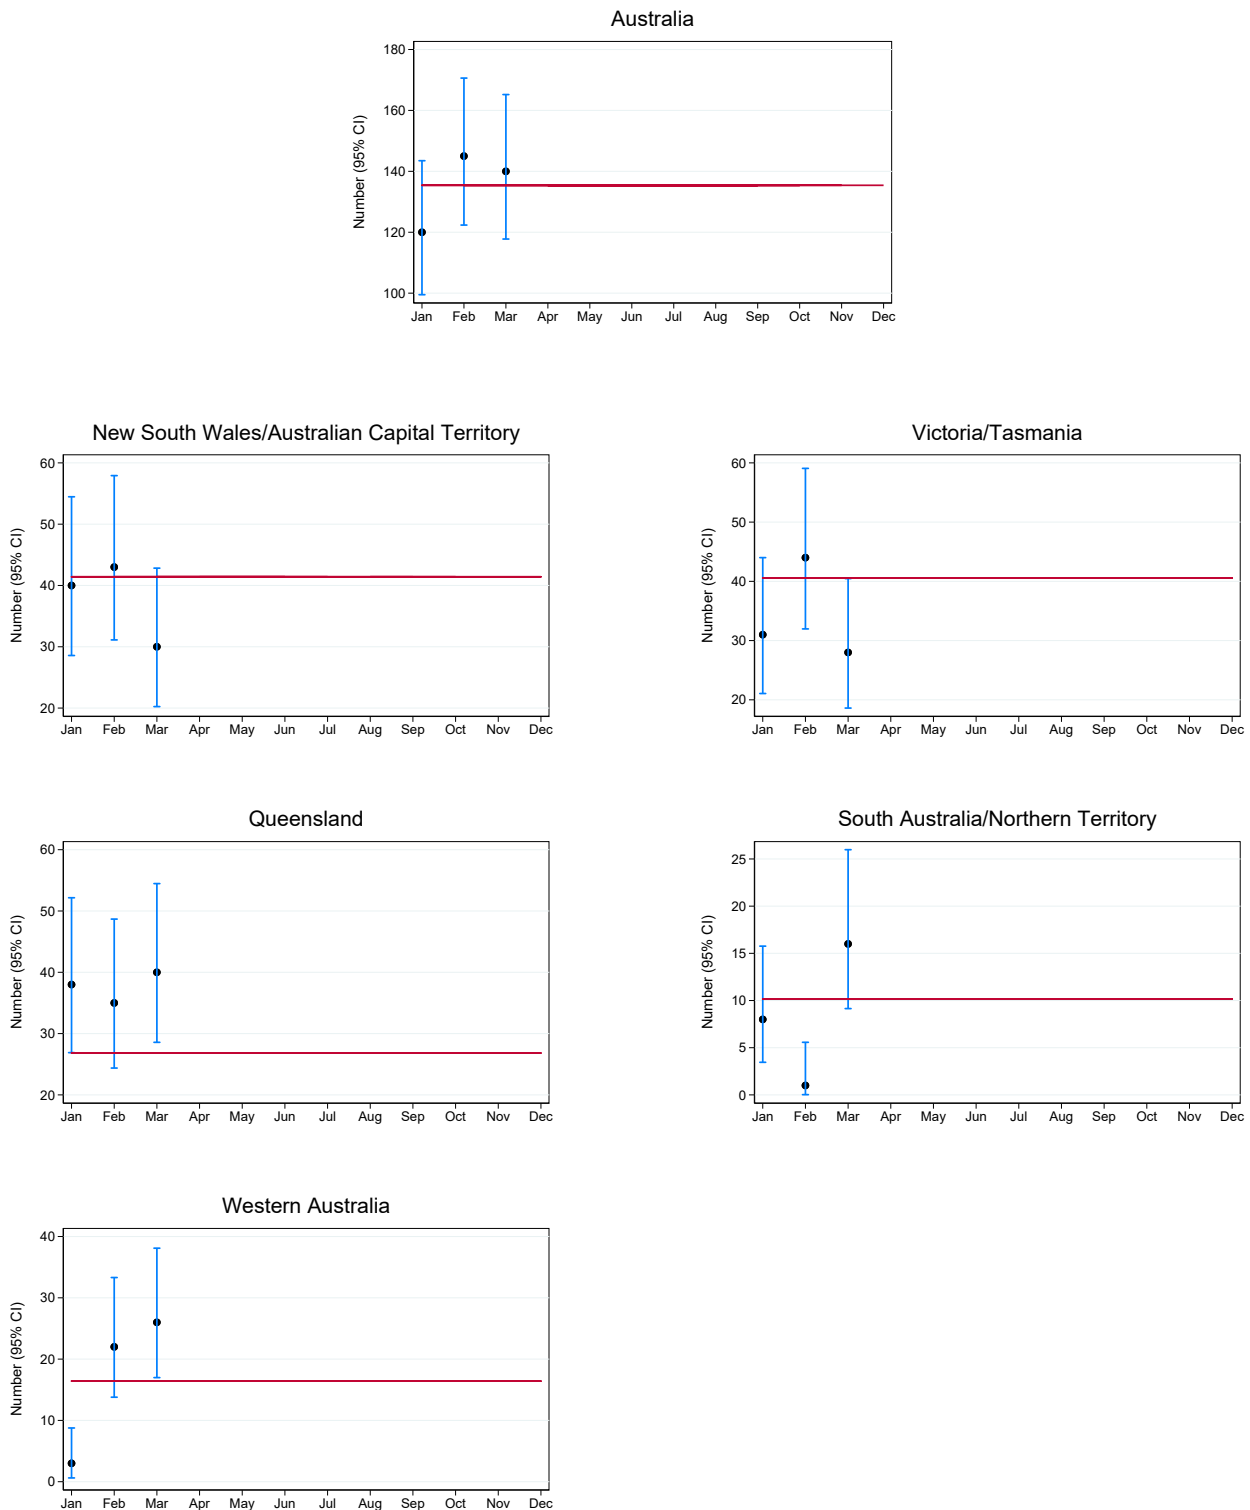 Australia
Number (95% CI)
180
160
140
120
100
Jan Feb Mar Apr May Jun Jul Aug Sep Oct Nov Dec
New South Wales/Australian Capital Territory
Number (95% CI)
60
50
40
30
20
Jan Feb Mar Apr May Jun Jul Aug Sep Oct Nov Dec
Victoria/Tasmania
Number (95% CI)
60
50
40
30
20
Jan Feb Mar Apr May Jun Jul Aug Sep Oct Nov Dec
Queensland
Number (95% CI)
60
50
40
30
20
Jan Feb Mar Apr May Jun Jul Aug Sep Oct Nov Dec
South Australia/Northern Territory
Number (95% CI)
25
20
15
10
5
0
Jan Feb Mar Apr May Jun Jul Aug Sep Oct Nov Dec
Western Australia
Number (95% CI)
40
30
20
10
0
Jan Feb Mar Apr May Jun Jul Aug Sep Oct Nov Dec